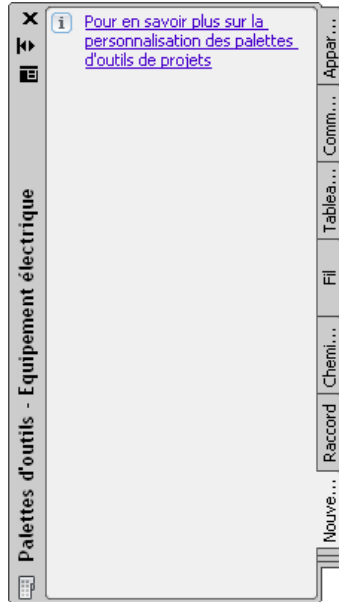 Pour en savoir plus sur la
personnalisation des palettes
d'outils de projets
Palettes d'outils - Equipement électrique
Appar...
Comm...
Tablea...
Fil
Chemi...
Raccord
Nouve...